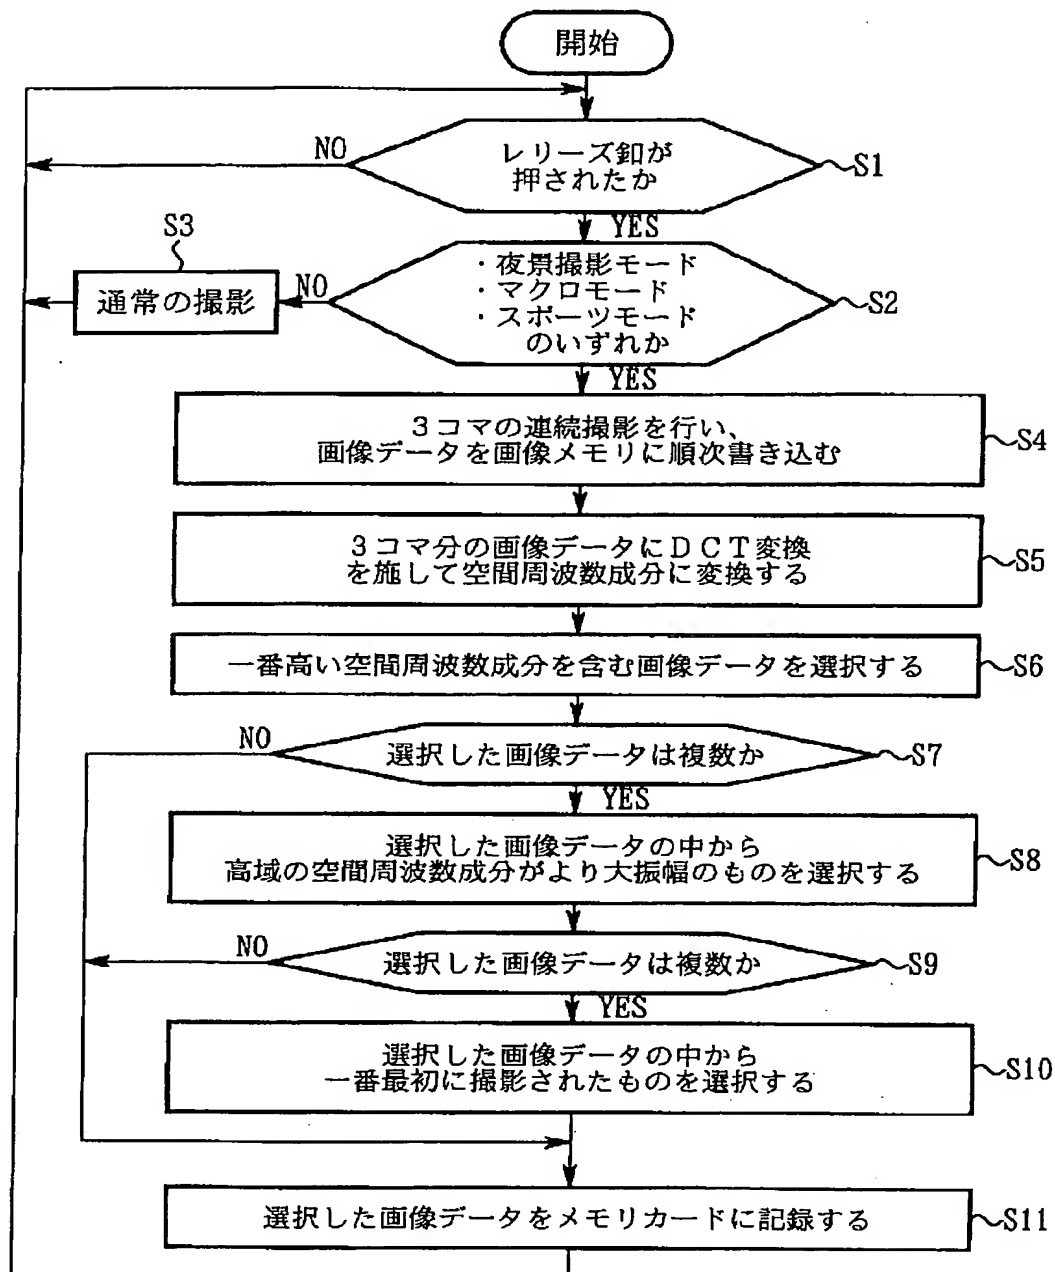 開始
NO
レリーズ釦が
押されたか
S1
YES
S3
通常の撮影
NO
・夜景撮影モード
・マクロモード
・スポーツモード
のいずれか
S2
YES
3コマの連続撮影を行い、
画像データを画像メモリに順次書き込む
S4
3コマ分の画像データにDCT変換
を施して空間周波数成分に変換する
S5
一番高い空間周波数成分を含む画像データを選択する
S6
NO
選択した画像データは複数か
S7
YES
選択した画像データの中から
高域の空間周波数成分がより大振幅のものを選択する
S8
NO
選択した画像データは複数か
S9
YES
選択した画像データの中から
一番最初に撮影されたものを選択する
S10
選択した画像データをメモリカードに記録する
S11